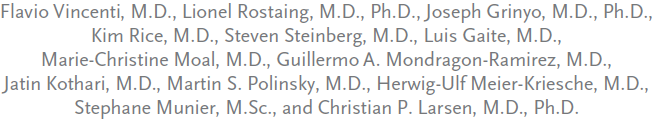 Flavio Vincenti, M.D., Lionel Rostaing, M.D., Ph.D., Joseph Grinyo, M.D., Ph.D.,
Kim Rice, M.D., Steven Steinberg, M.D., Luis Gaite, M.D.,
Marie-Christine Moal, M.D., Guillermo A. Mondragon-Ramirez, M.D.,
Jatin Kothari, M.D., Martin S. Polinsky, M.D., Herwig-Ulf Meier-Kriesche, M.D.,
Stephane Munier, M.Sc., and Christian P. Larsen, M.D., Ph.D.